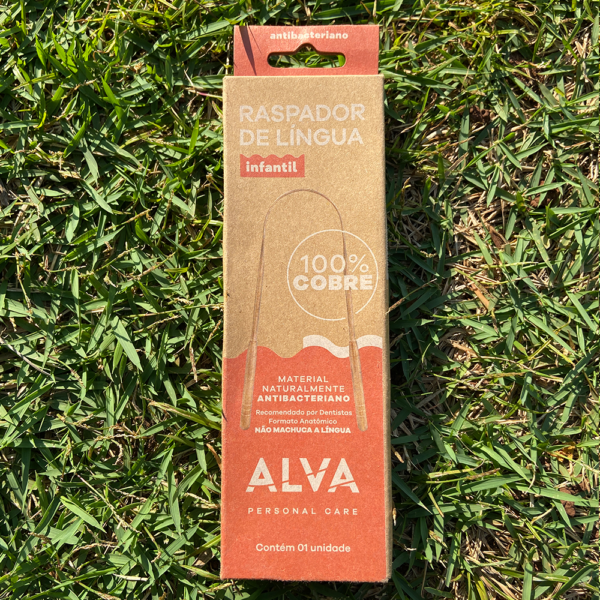 antibacteriano
RASPADOR
DE LÍNGUA
infantil
100%
COBRE
MATERIAL
NATURALMENTE
ANTIBACTERIANO
Recomendado por Dentistas
Formato Anatômico
NÃO MACHUCA A LÍNGUA
ALVA
PERSONAL CARE
Contém 01 unidade